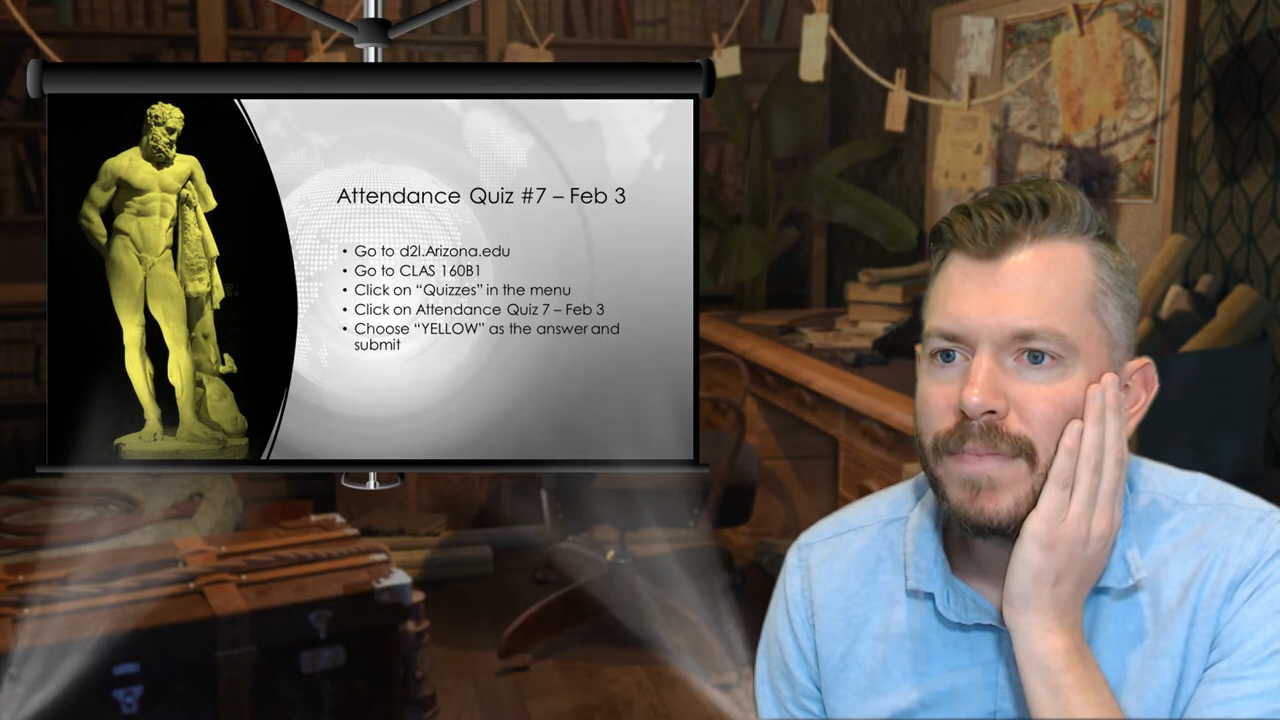 Attendance Quiz #7 – Feb 3
• Go to d2l.Arizona.edu
• Go to CLAS 160B1
• Click on “Quizzes” in the menu
• Click on Attendance Quiz 7 – Feb 3
• Choose “YELLOW” as the answer and
submit